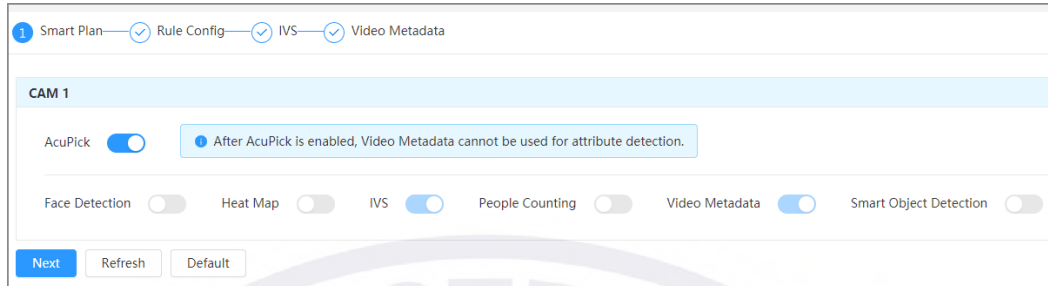 1 Smart Plan Rule Config IVS Video Metadata
CAM 1
AcuPick After AcuPick is enabled, Video Metadata cannot be used for attribute detection.
Face Detection Heat Map IVS People Counting Video Metadata Smart Object Detection
Next Refresh Default